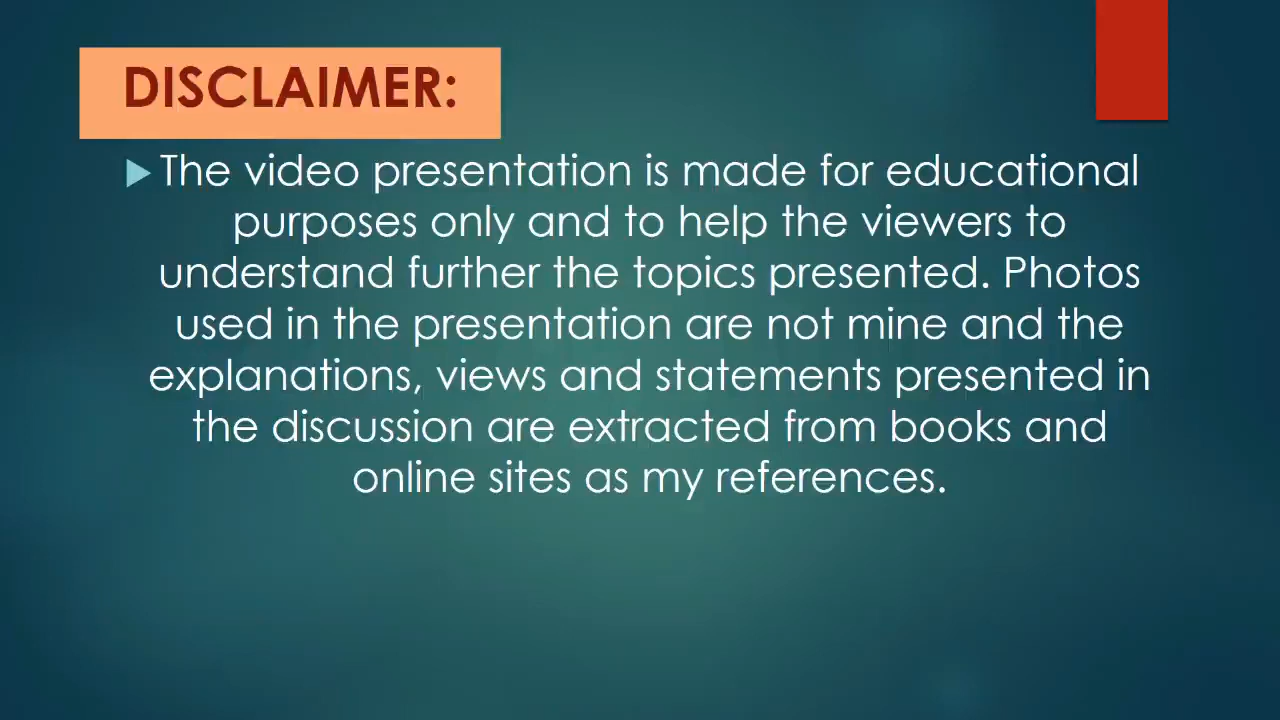 DISCLAIMER:
The video presentation is made for educational
purposes only and to help the viewers to
understand further the topics presented. Photos
used in the presentation are not mine and the
explanations, views and statements presented in
the discussion are extracted from books and
online sites as my references.